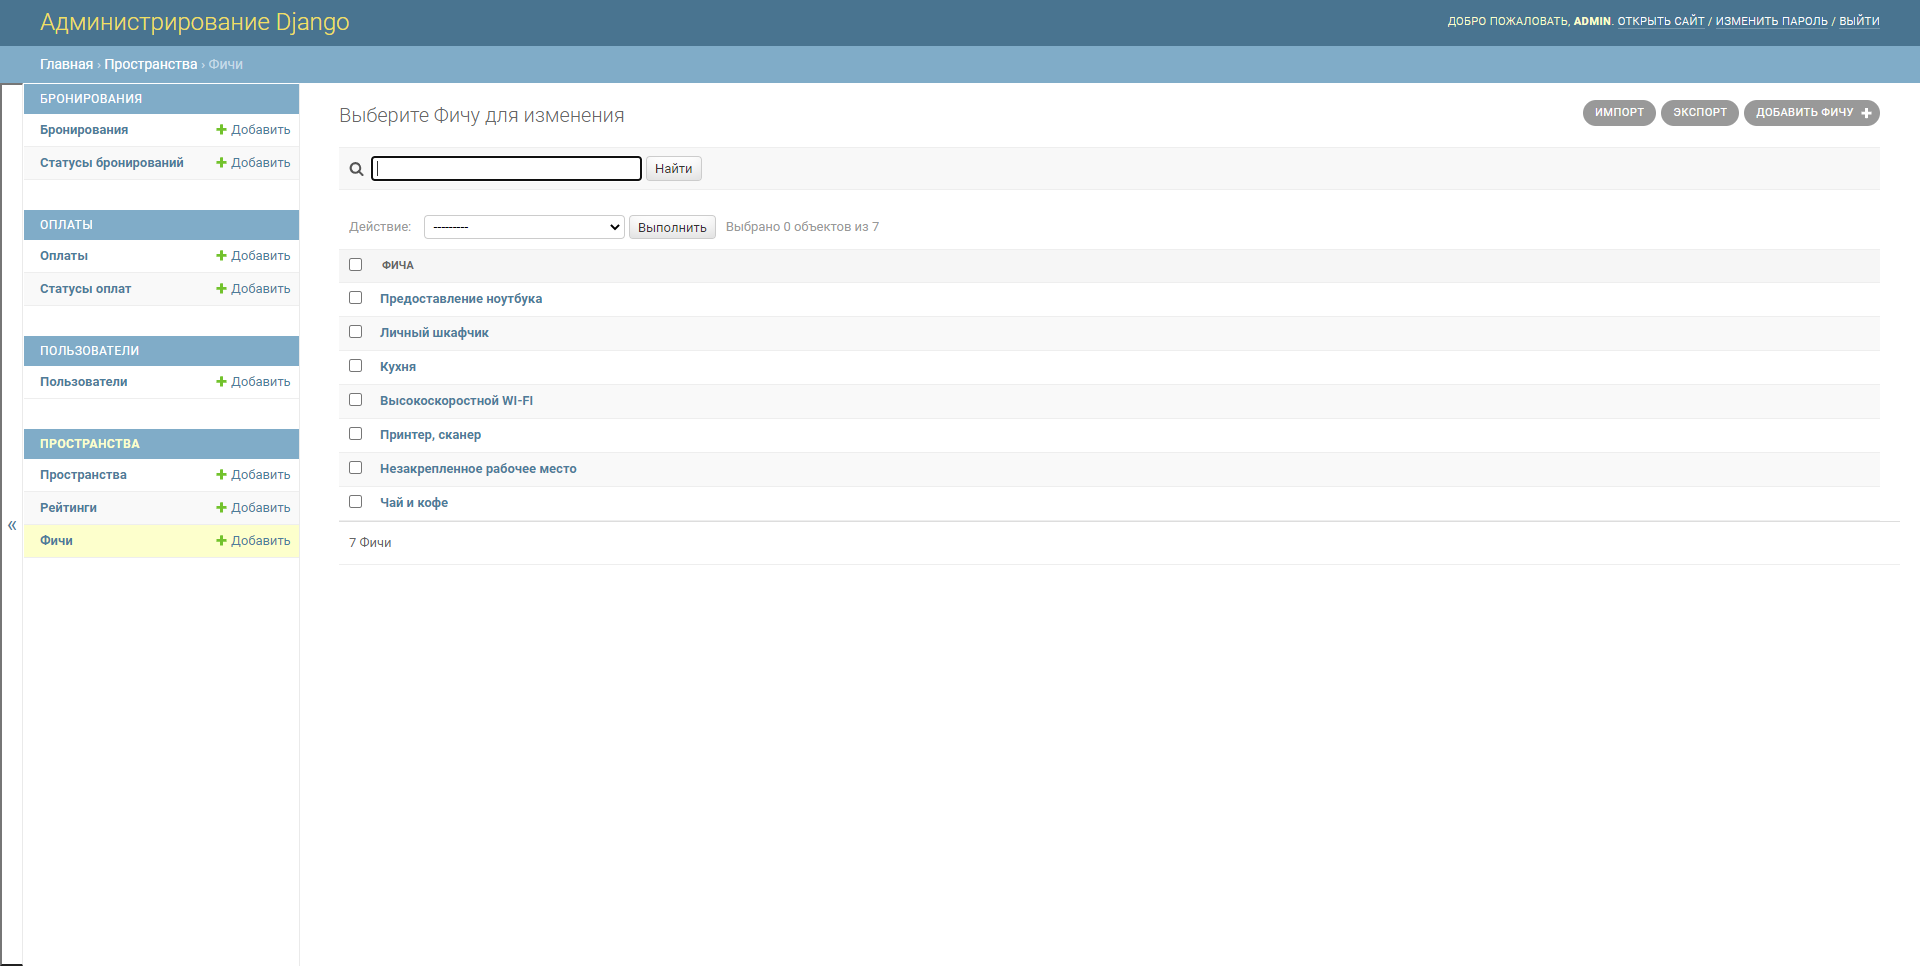 Администрирование Django
ДОБРО ПОЖАЛОВАТЬ, ADMIN. ОТКРЫТЬ САЙТ / ИЗМЕНИТЬ ПАРОЛЬ / ВЫЙТИ
Главная › Пространства › Фичи
БРОНИРОВАНИЯ
Бронирования Добавить
Статусы бронирований Добавить
ОПЛАТЫ
Оплаты Добавить
Статусы оплат Добавить
ПОЛЬЗОВАТЕЛИ
Пользователи Добавить
ПРОСТРАНСТВА
Пространства Добавить
Рейтинги Добавить
Фичи Добавить
«
Выберите Фичу для изменения
ИМПОРТ ЭКСПОРТ ДОБАВИТЬ ФИЧУ
Найти
Действие: --------- Выполнить Выбрано 0 объектов из 7
ФИЧА
Предоставление ноутбука
Личный шкафчик
Кухня
Высокоскоростной WI-FI
Принтер, сканер
Незакрепленное рабочее место
Чай и кофе
7 Фичи